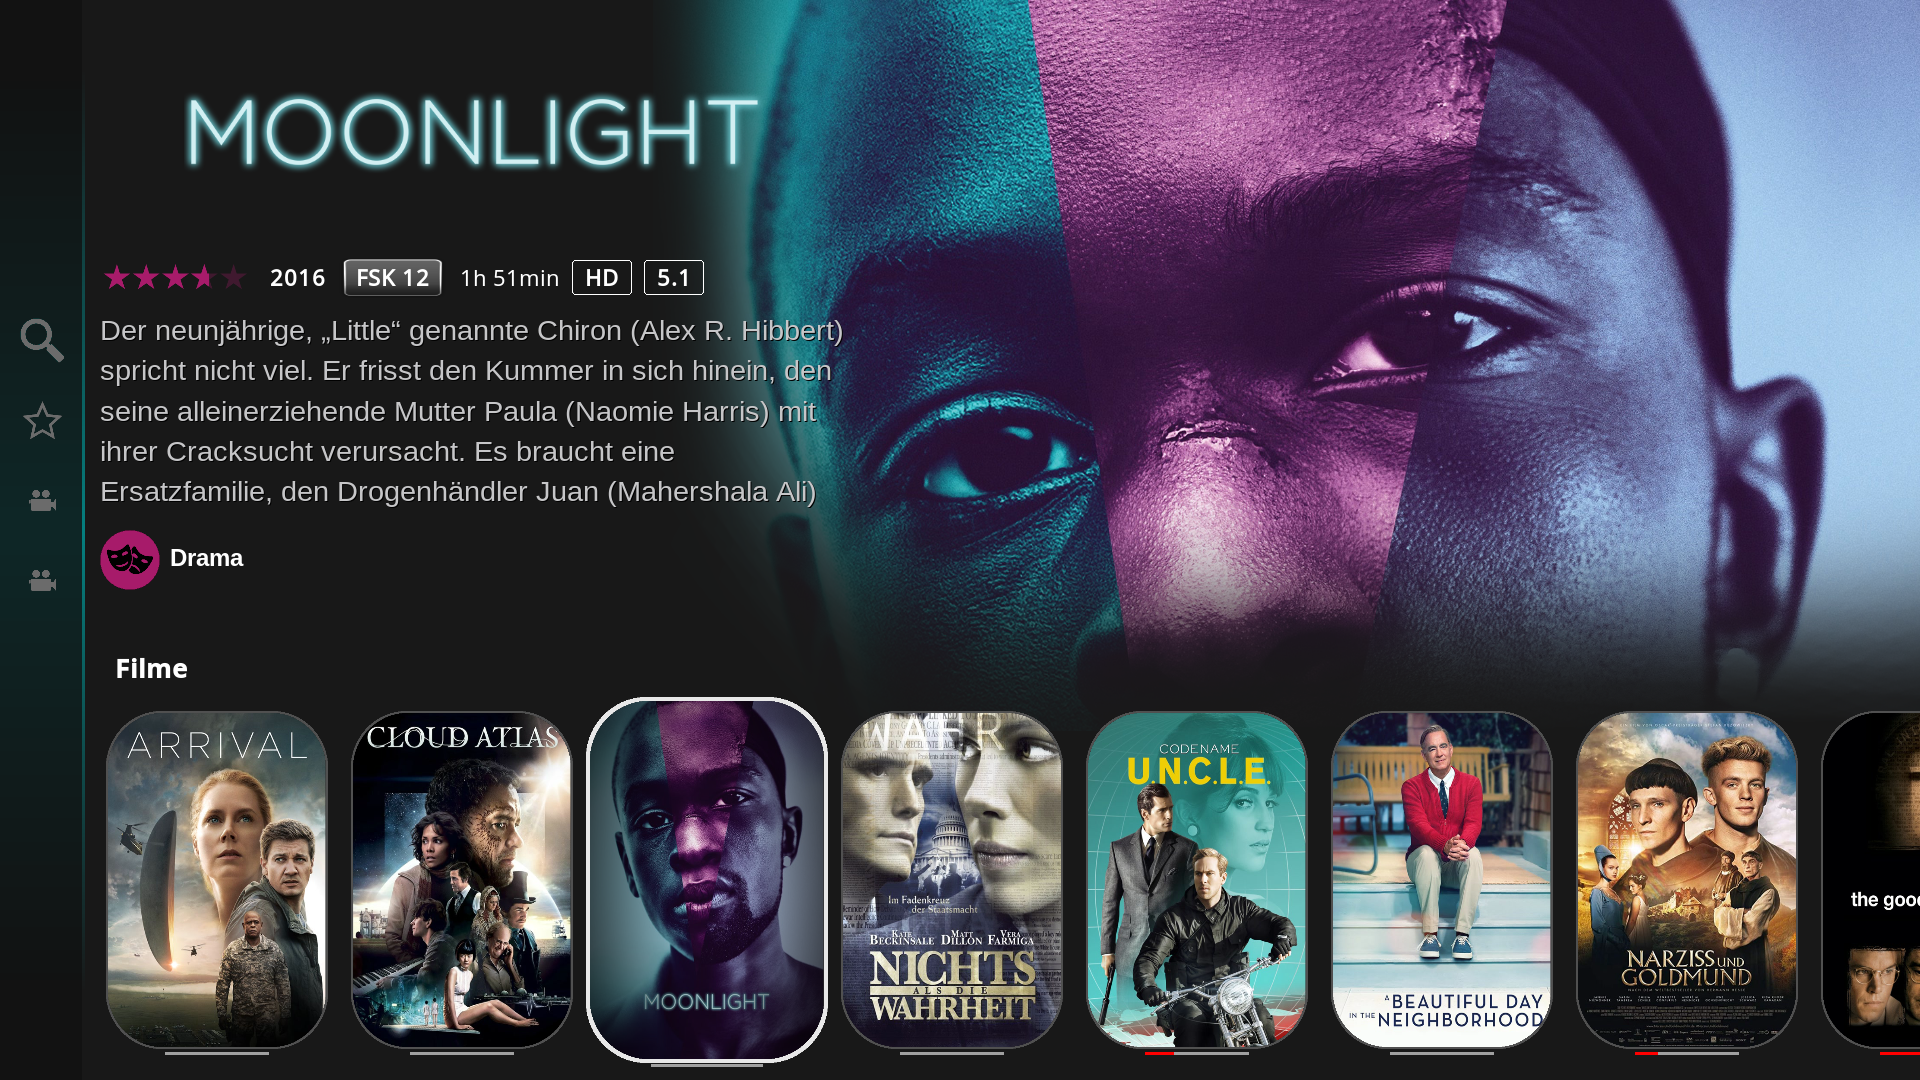 MOONLIGHT
2016 FSK 12 1h 51min HD 5.1
Der neunjährige, „Little“ genannte Chiron (Alex R. Hibbert)
spricht nicht viel. Er frisst den Kummer in sich hinein, den
seine alleinerziehende Mutter Paula (Naomie Harris) mit
ihrer Cracksucht verursacht. Es braucht eine
Ersatzfamilie, den Drogenhändler Juan (Mahershala Ali)
Drama
Filme
ARRIVAL
CLOUD ATLAS
MOONLIGHT
Im Fadenkreuz
der Staatsmacht
KATE BECKINSALE MATT DILLON VERA FARMIGA
NICHTS
ALS DIE
WAHRHEIT
CODENAME
U.N.C.L.E.
A BEAUTIFUL DAY
IN THE NEIGHBORHOOD
NARZISS UND
GOLDMUND
the good